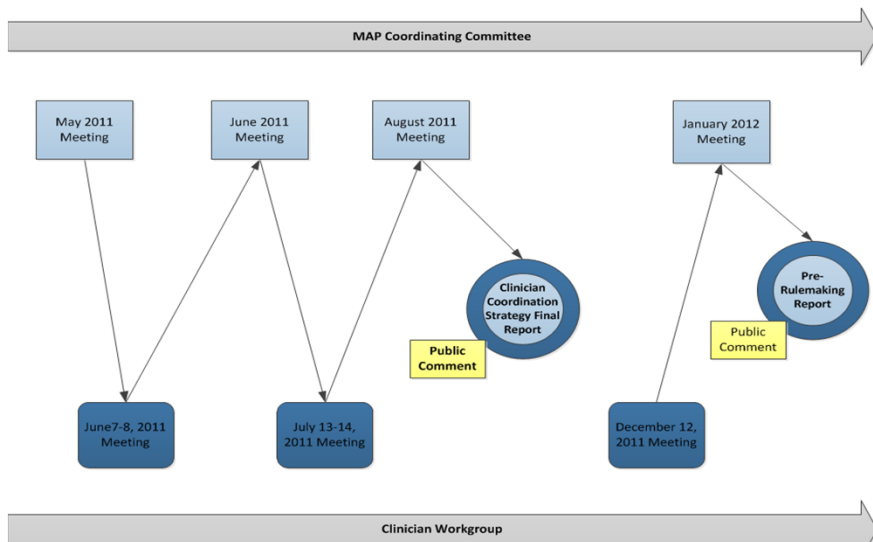 MAP Coordinating Committee
May 2011
Meeting
June 2011
Meeting
August 2011
Meeting
January 2012
Meeting
Clinician
Coordination
Strategy Final
Report
Public
Comment
Pre-
Rulemaking
Report
Public
Comment
June7-8, 2011
Meeting
July 13-14,
2011 Meeting
December 12,
2011 Meeting
Clinician Workgroup